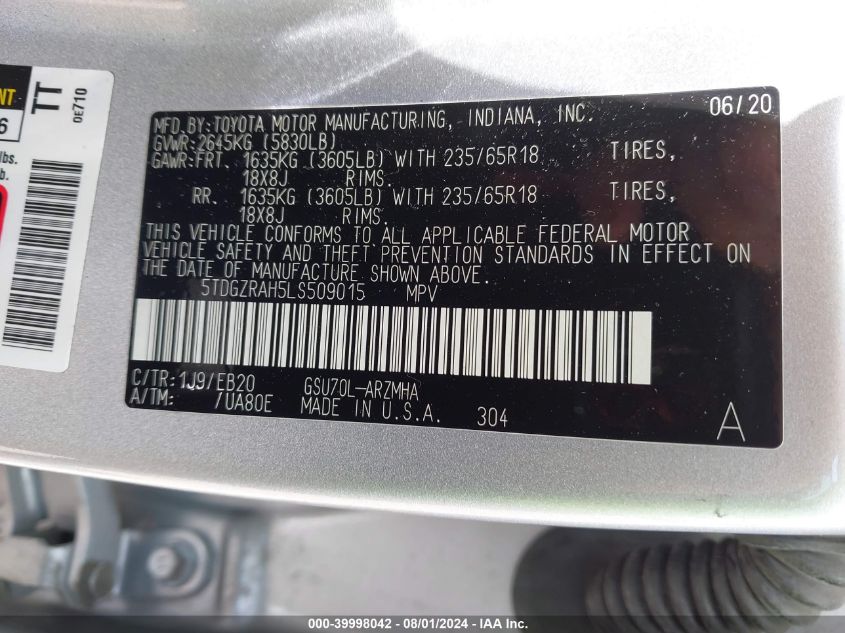 NT
6
lbs.
b.
TT
0E710
MFD.BY:TOYOTA MOTOR MANUFACTURING, INDIANA, INC. 06/20
GVWR:2645KG (5830LB)
GAWR:FRT. 1635KG (3605LB) WITH 235/65R18 TIRES,
18X8J RIMS.
RR. 1635KG (3605LB) WITH 235/65R18 TIRES,
18X8J RIMS.
THIS VEHICLE CONFORMS TO ALL APPLICABLE FEDERAL MOTOR
VEHICLE SAFETY AND THEFT PREVENTION STANDARDS IN EFFECT ON
THE DATE OF MANUFACTURE SHOWN ABOVE.
5TDGZRAH5LS509015 MPV
C/TR:1J9/EB20 GSU70L-ARZMHA
A/TM: /UA80E MADE IN U.S.A. 304
A
000-39998042 - 08/01/2024 - IAA Inc.